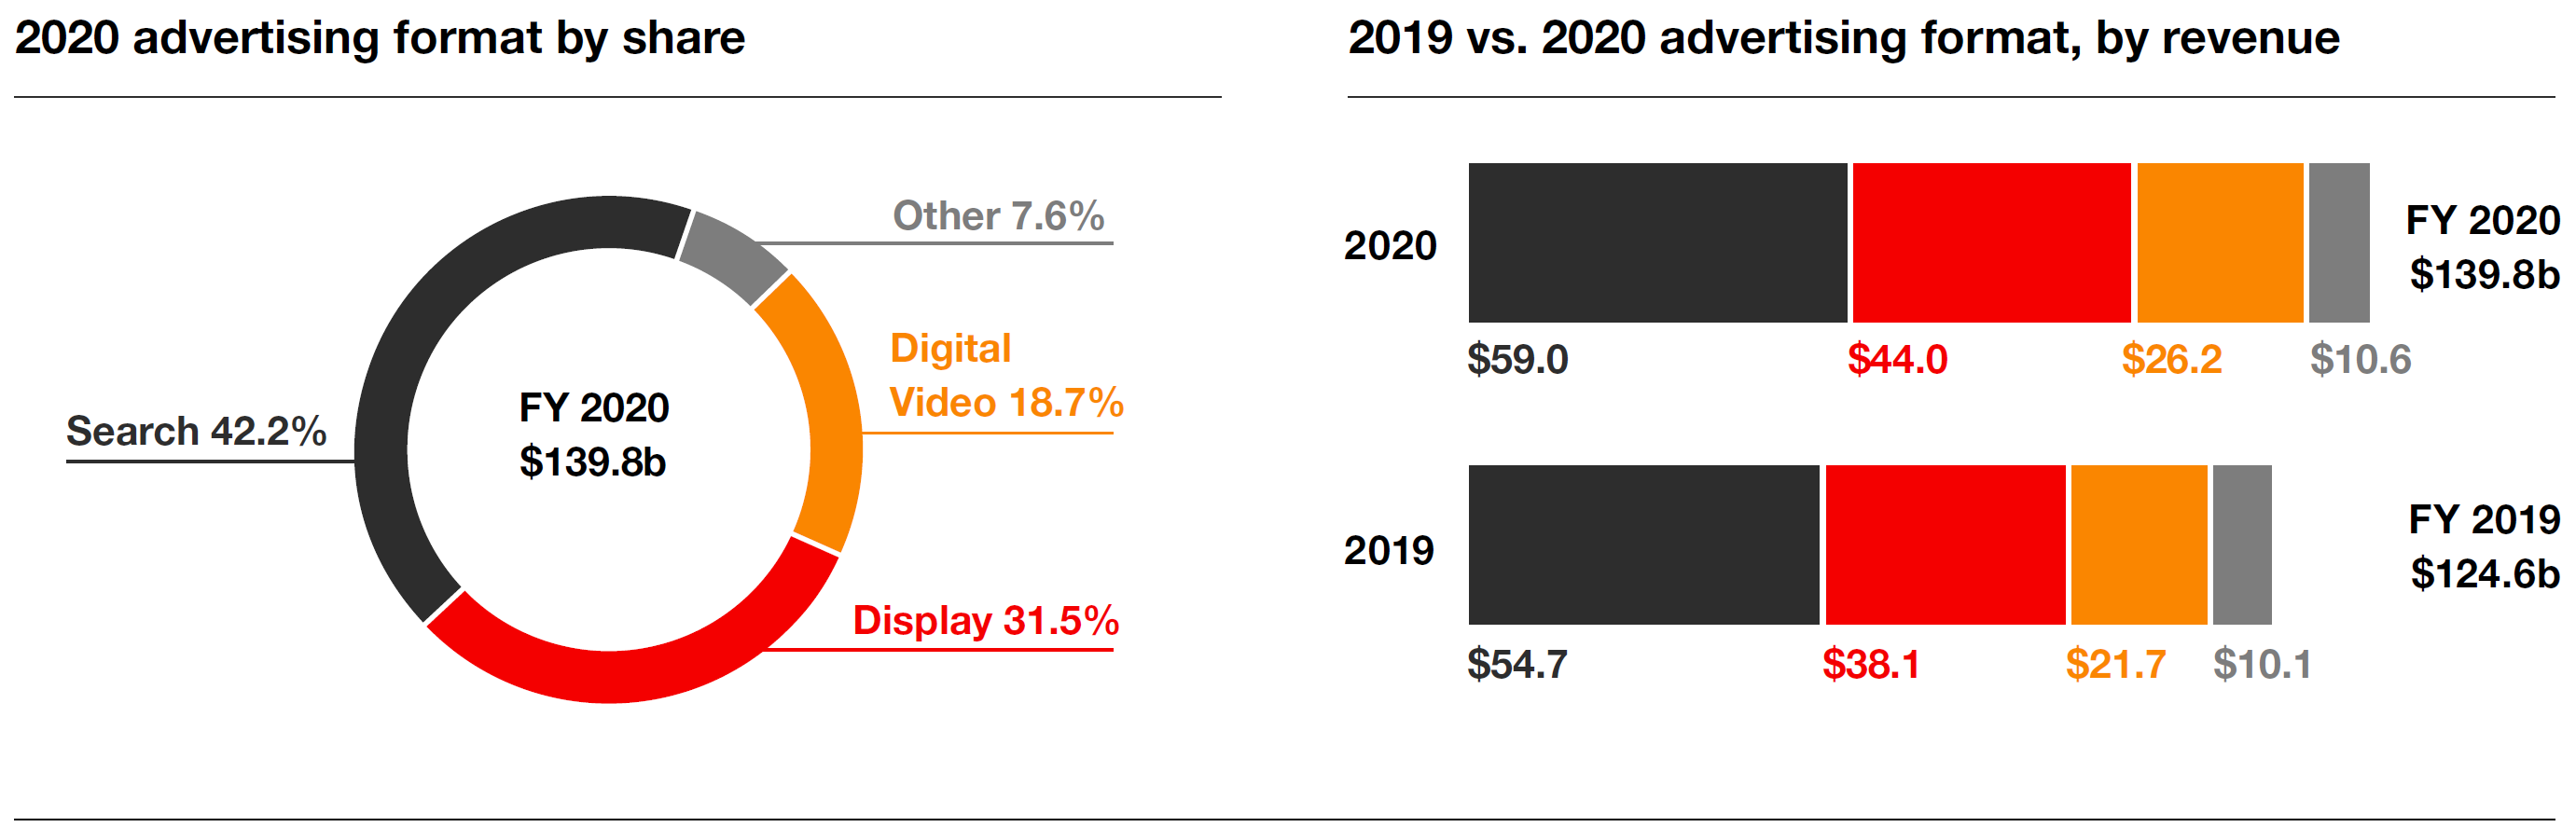 2020 advertising format by share
Other 7.6%
Digital
Video 18.7%
FY 2020
$139.8b
Search 42.2%
Display 31.5%
2019 vs. 2020 advertising format, by revenue
2020
FY 2020
$139.8b
$59.0 $44.0 $26.2 $10.6
2019
FY 2019
$124.6b
$54.7 $38.1 $21.7 $10.1